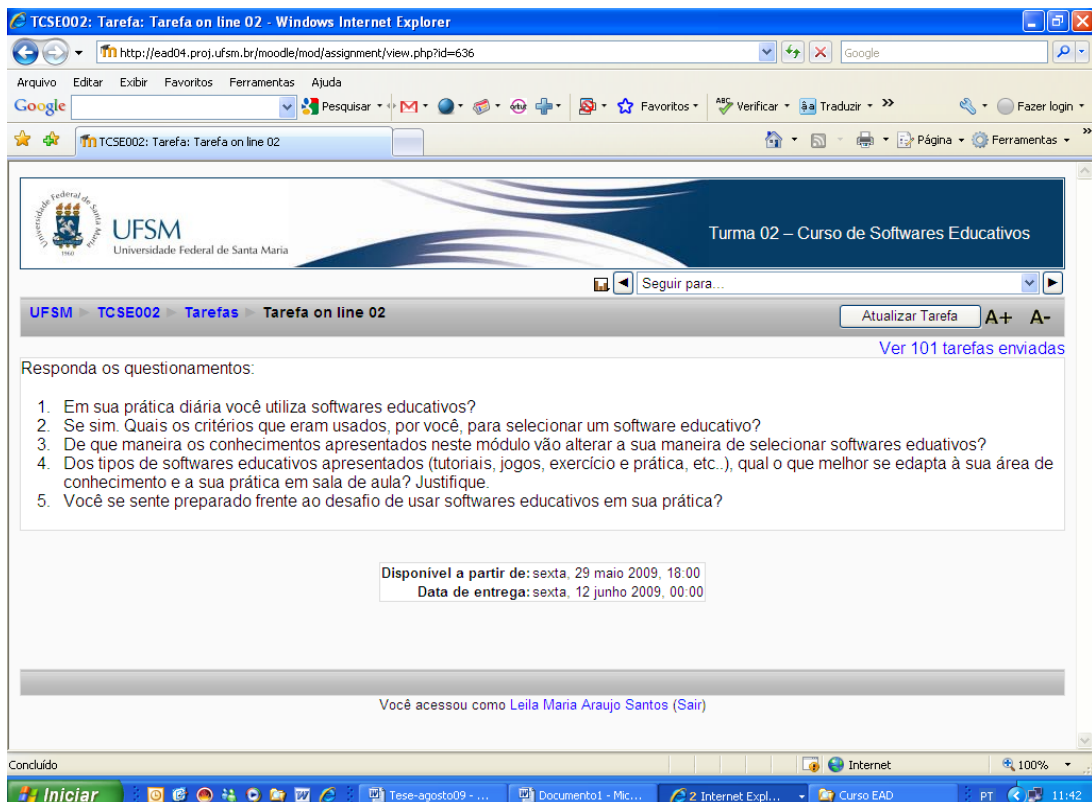 TCSE002: Tarefa: Tarefa on line 02 - Windows Internet Explorer
http://ead04.proj.ufsm.br/moodle/mod/assignment/view.php?id=636
Google
Arquivo Editar Exibir Favoritos Ferramentas Ajuda
Google Pesquisar Favoritos ABC Verificar Traduzir Fazer login
TCSE002: Tarefa: Tarefa on line 02 Página Ferramentas
Universidade Federal de Santa Maria 1960
UFSM
Universidade Federal de Santa Maria
Turma 02 – Curso de Softwares Educativos
Seguir para...
UFSM TCSE002 Tarefas Tarefa on line 02 Atualizar Tarefa A+ A-
Ver 101 tarefas enviadas
Responda os questionamentos:
1. Em sua prática diária você utiliza softwares educativos?
2. Se sim. Quais os critérios que eram usados, por você, para selecionar um software educativo?
3. De que maneira os conhecimentos apresentados neste módulo vão alterar a sua maneira de selecionar softwares eduativos?
4. Dos tipos de softwares educativos apresentados (tutoriais, jogos, exercício e prática, etc..), qual o que melhor se edapta à sua área de
conhecimento e a sua prática em sala de aula? Justifique.
5. Você se sente preparado frente ao desafio de usar softwares educativos em sua prática?
Disponível a partir de: sexta, 29 maio 2009, 18:00
Data de entrega: sexta, 12 junho 2009, 00:00
Você acessou como Leila Maria Araujo Santos (Sair)
Concluído Internet 100%
Iniciar Tese-agosto09 - ... Documento1 - Mic... 2 Internet Expl... Curso EAD PT 11:42